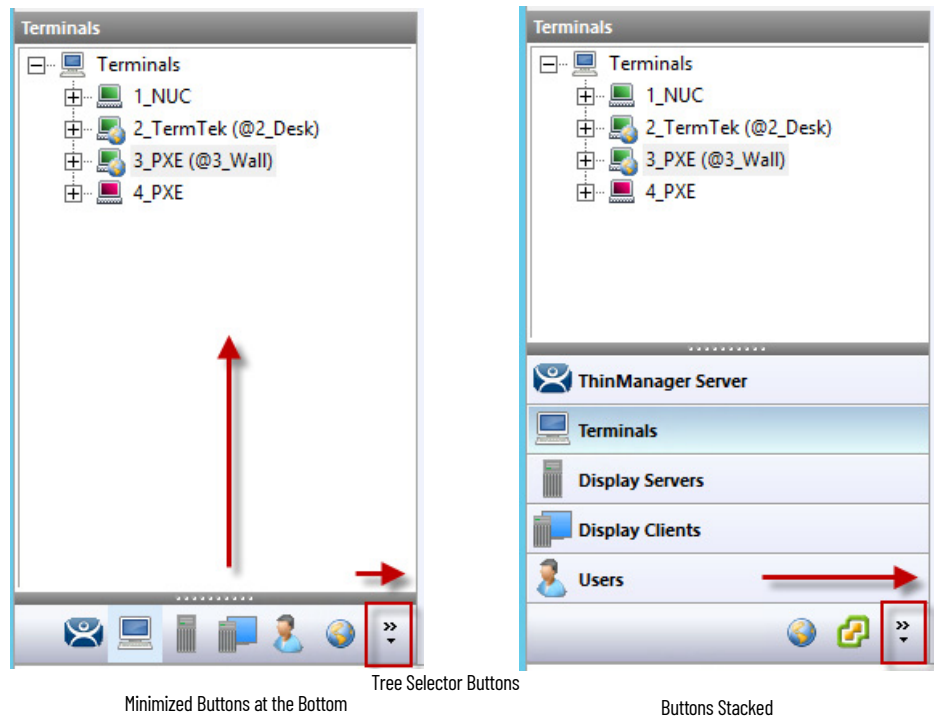 Terminals
Terminals
1_NUC
2_TermTek (@2_Desk)
3_PXE (@3_Wall)
4_PXE
Terminals
Terminals
1_NUC
2_TermTek (@2_Desk)
3_PXE (@3_Wall)
4_PXE
ThinManager Server
Terminals
Display Servers
Display Clients
Users
Tree Selector Buttons
Minimized Buttons at the Bottom
Buttons Stacked